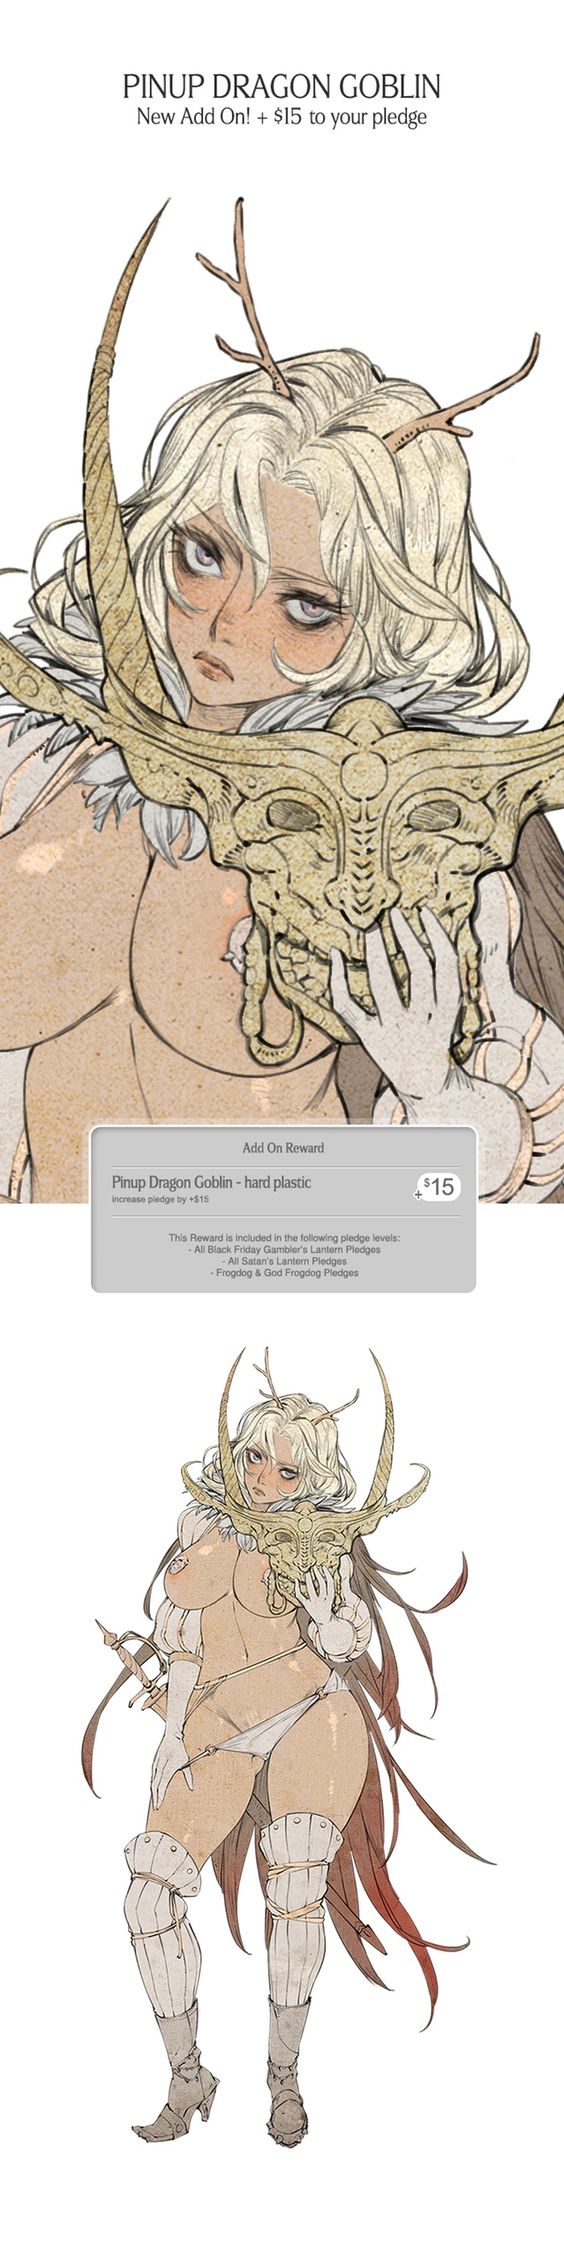 PINUP DRAGON GOBLIN
New Add On! + $15 to your pledge
Add On Reward
Pinup Dragon Goblin - hard plastic
+$15
increase pledge by +$15
This Reward is included in the following pledge levels:
- All Black Friday Gambler's Lantern Pledges
- All Satan's Lantern Pledges
- Frogdog & God Frogdog Pledges